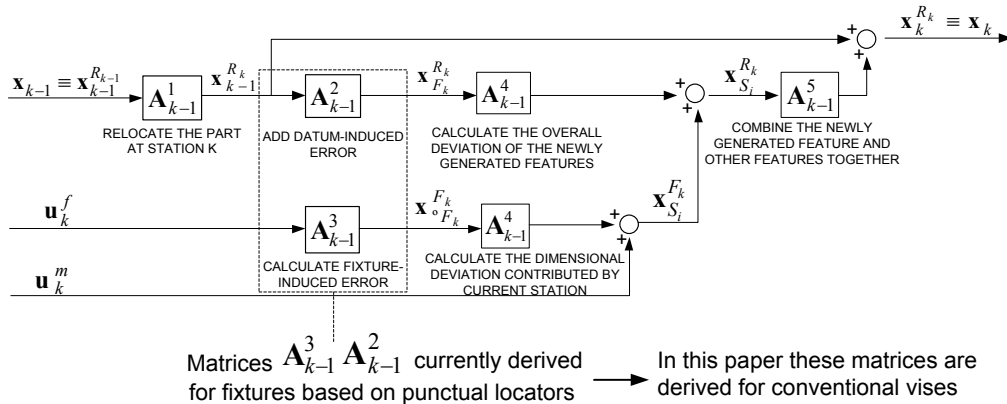 x_{k-1} ≡ x_{k-1}^{R_{k-1}}
A_{k-1}^1
RELOCATE THE PART
AT STATION K
x_{k-1}^{R_k}
A_{k-1}^2
ADD DATUM-INDUCED
ERROR
x_{F_k}^{R_k}
A_{k-1}^4
CALCULATE THE OVERALL
DEVIATION OF THE NEWLY
GENERATED FEATURES
+
+
x_{S_i}^{R_k}
A_{k-1}^5
COMBINE THE NEWLY
GENERATED FEATURE AND
OTHER FEATURES TOGETHER
+
+
x_k^{R_k} ≡ x_k
u_k^f
A_{k-1}^3
CALCULATE FIXTURE-
INDUCED ERROR
x_{°F_k}^{F_k}
A_{k-1}^4
CALCULATE THE DIMENSIONAL
DEVIATION CONTRIBUTED BY
CURRENT STATION
+
+
x_{S_i}^{F_k}
u_k^m
Matrices A_{k-1}^3 A_{k-1}^2 currently derived
for fixtures based on punctual locators
In this paper these matrices are
derived for conventional vises